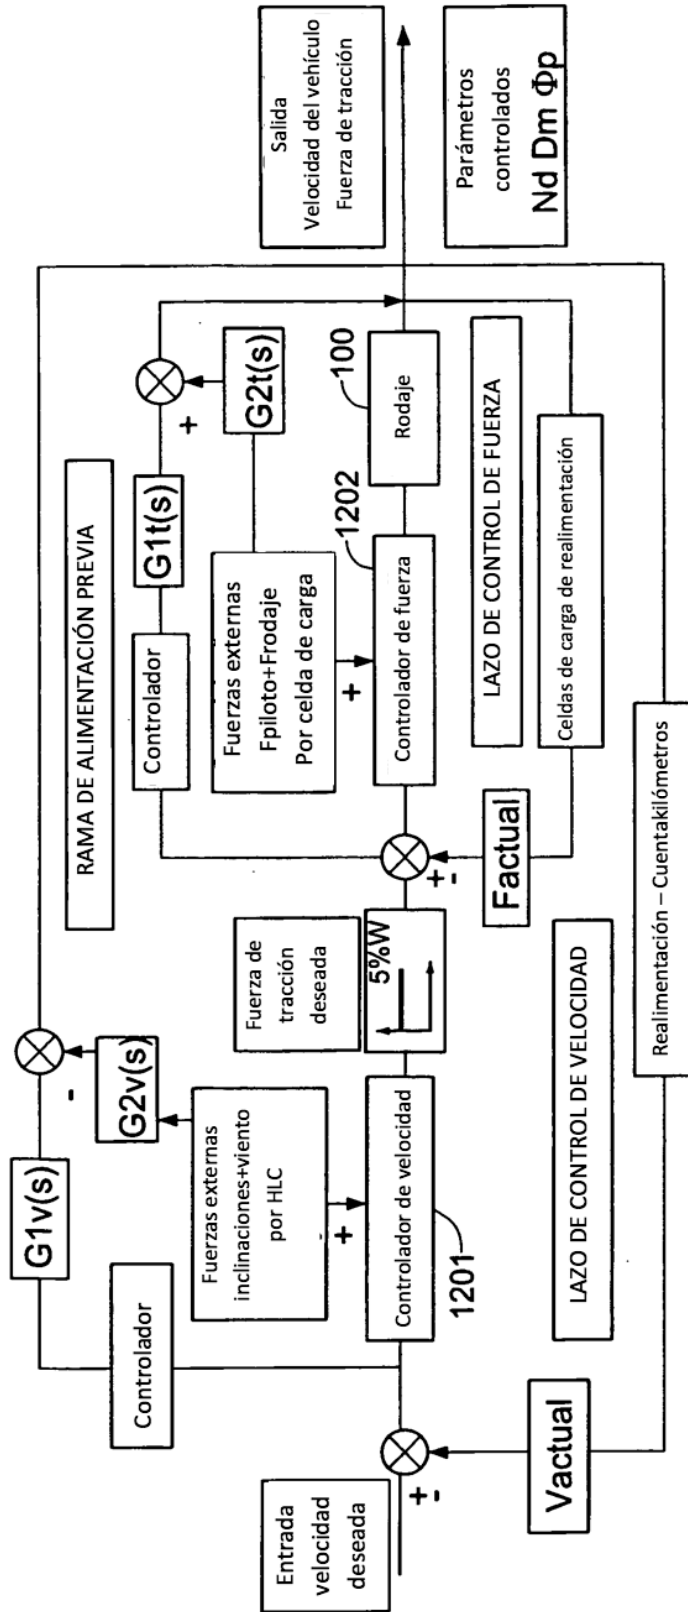 Entrada
velocidad
deseada
+
-
Vactual
Controlador
G1v(s)
-
G2v(s)
Fuerzas externas
inclinaciones+viento
por HLC
+
Controlador de velocidad
1201
LAZO DE CONTROL DE VELOCIDAD
Realimentación – Cuentakilómetros
Fuerza de
tracción
deseada
5%W
+
-
Factual
RAMA DE ALIMENTACIÓN PREVIA
Controlador
G1t(s)
+
G2t(s)
Fuerzas externas
Fpiloto+Frodaje
Por celda de carga
+
Controlador de fuerza
1202
Rodaje
100
LAZO DE CONTROL DE FUERZA
Celdas de carga de realimentación
Salida
Velocidad del vehículo
Fuerza de tracción
Parámetros
controlados
Nd Dm Φp